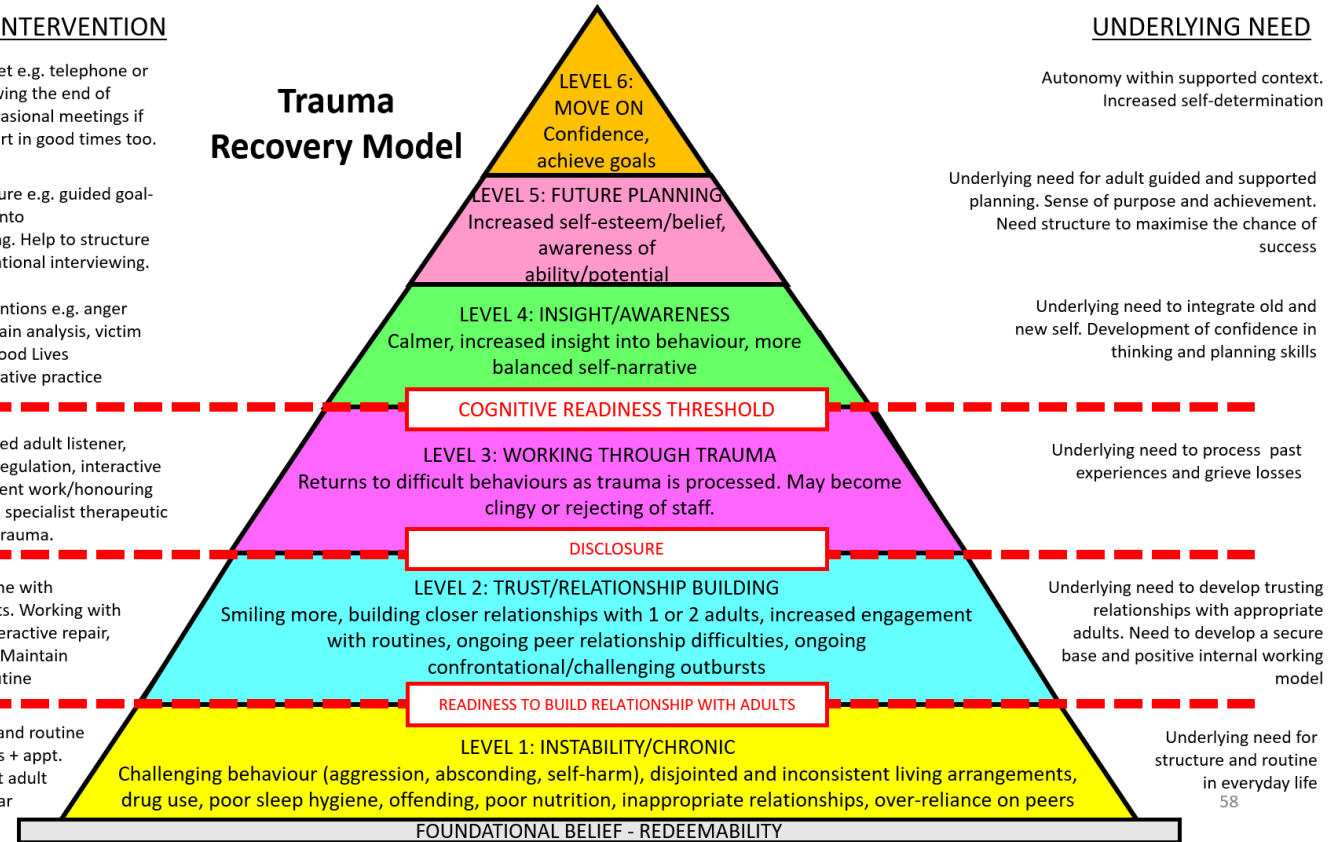 NTERVENTION
et e.g. telephone or
wing the end of
asional meetings if
rt in good times too.
ure e.g. guided goal-
nto
ng. Help to structure
ational interviewing.
ntions e.g. anger
ain analysis, victim
ood Lives
rative practice
ed adult listener,
egulation, interactive
ent work/honouring
specialist therapeutic
rauma.
ne with
ts. Working with
eractive repair,
Maintain
utine
and routine
s + appt.
t adult
ar
Trauma
Recovery Model
LEVEL 6:
MOVE ON
Confidence,
achieve goals
LEVEL 5: FUTURE PLANNING
Increased self-esteem/belief,
awareness of
ability/potential
LEVEL 4: INSIGHT/AWARENESS
Calmer, increased insight into behaviour, more
balanced self-narrative
COGNITIVE READINESS THRESHOLD
LEVEL 3: WORKING THROUGH TRAUMA
Returns to difficult behaviours as trauma is processed. May become
clingy or rejecting of staff.
DISCLOSURE
LEVEL 2: TRUST/RELATIONSHIP BUILDING
Smiling more, building closer relationships with 1 or 2 adults, increased engagement
with routines, ongoing peer relationship difficulties, ongoing
confrontational/challenging outbursts
READINESS TO BUILD RELATIONSHIP WITH ADULTS
LEVEL 1: INSTABILITY/CHRONIC
Challenging behaviour (aggression, absconding, self-harm), disjointed and inconsistent living arrangements,
drug use, poor sleep hygiene, offending, poor nutrition, inappropriate relationships, over-reliance on peers
FOUNDATIONAL BELIEF - REDEEMABILITY
UNDERLYING NEED
Autonomy within supported context.
Increased self-determination
Underlying need for adult guided and supported
planning. Sense of purpose and achievement.
Need structure to maximise the chance of
success
Underlying need to integrate old and
new self. Development of confidence in
thinking and planning skills
Underlying need to process past
experiences and grieve losses
Underlying need to develop trusting
relationships with appropriate
adults. Need to develop a secure
base and positive internal working
model
Underlying need for
structure and routine
in everyday life
58